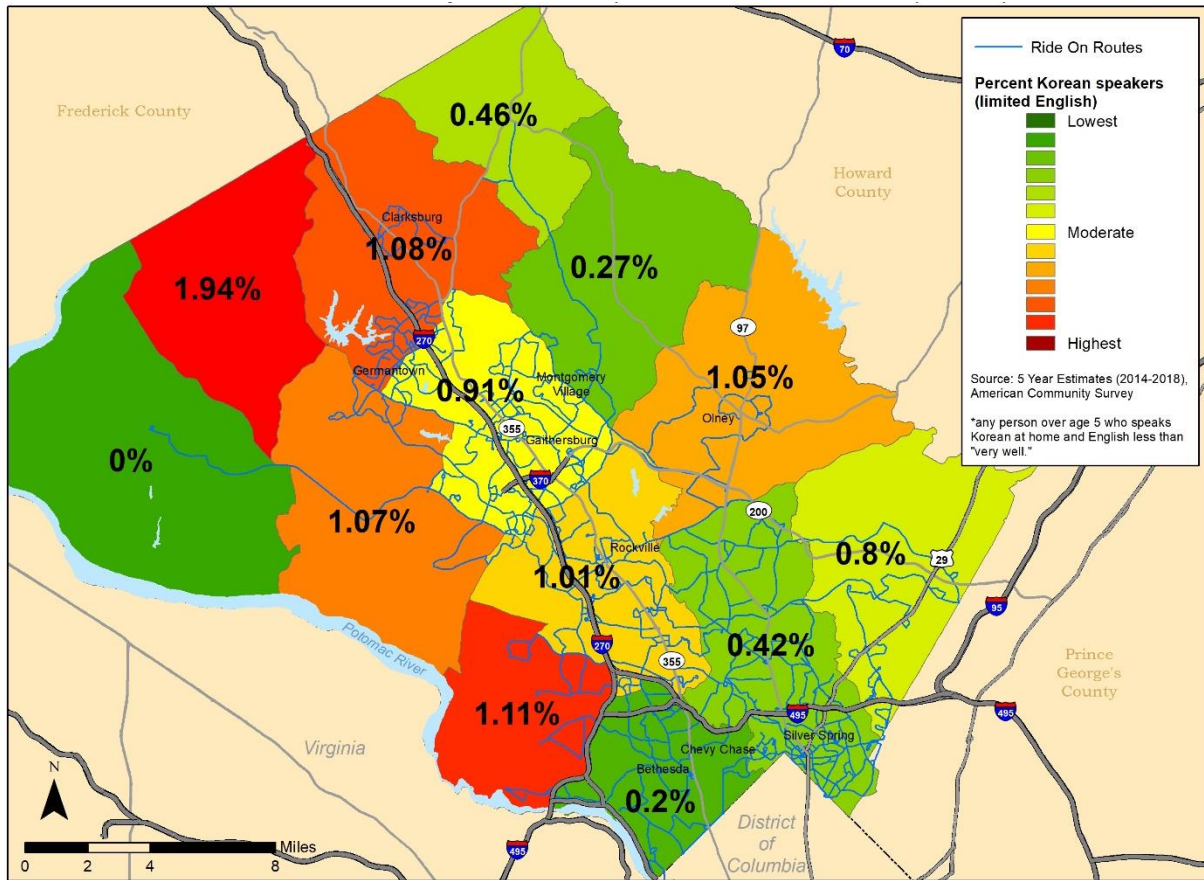 Ride On Routes
Percent Korean speakers
(limited English)
Lowest
Moderate
Highest
Source: 5 Year Estimates (2014-2018),
American Community Survey
*any person over age 5 who speaks
Korean at home and English less than
"very well."
70
Frederick County
0.46%
Howard
County
Clarksburg
1.08%
0.27%
1.94%
97
270
Germantown
0.91%
Montgomery
Village
1.05%
Olney
355
Gaithersburg
0%
370
1.07%
200
Rockville
0.8%
29
1.01%
95
270
0.42%
355
Potomac River
Prince
George's
County
1.11%
495
495
Silver Spring
Chevy Chase
Virginia
Bethesda
0.2%
N
District
of
Columbia
Miles
0 2 4 8
495